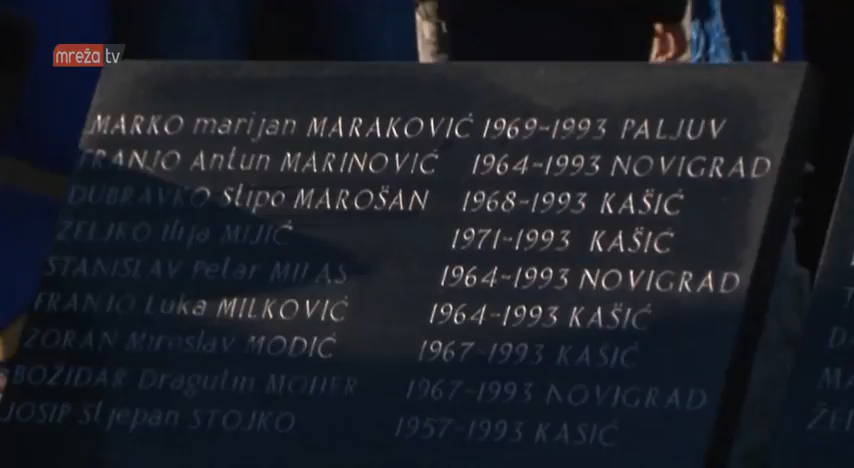 mreža tv
MARKO marijan MARAKOVIĆ 1969-1993 PALJUV
FRANJO Antun MARINOVIĆ 1964-1993 NOVIGRAD
DUBRAVKO stipo MAROŠAN 1968-1993 KAŠIĆ
ŽELJKO Ilija MIJIĆ 1971-1993 KAŠIĆ
STANISLAV Petar MILAS 1964-1993 NOVIGRAD
FRANJO Luka MILKOVIĆ 1964-1993 KAŠIĆ
ZORAN Miroslav MODIĆ 1967-1993 KAŠIĆ
BOŽIDAR Dragutin 1967-1993 NOVIGRAD
JOSIP Stjepan STOJKO 1957-1993 KAŠIĆ